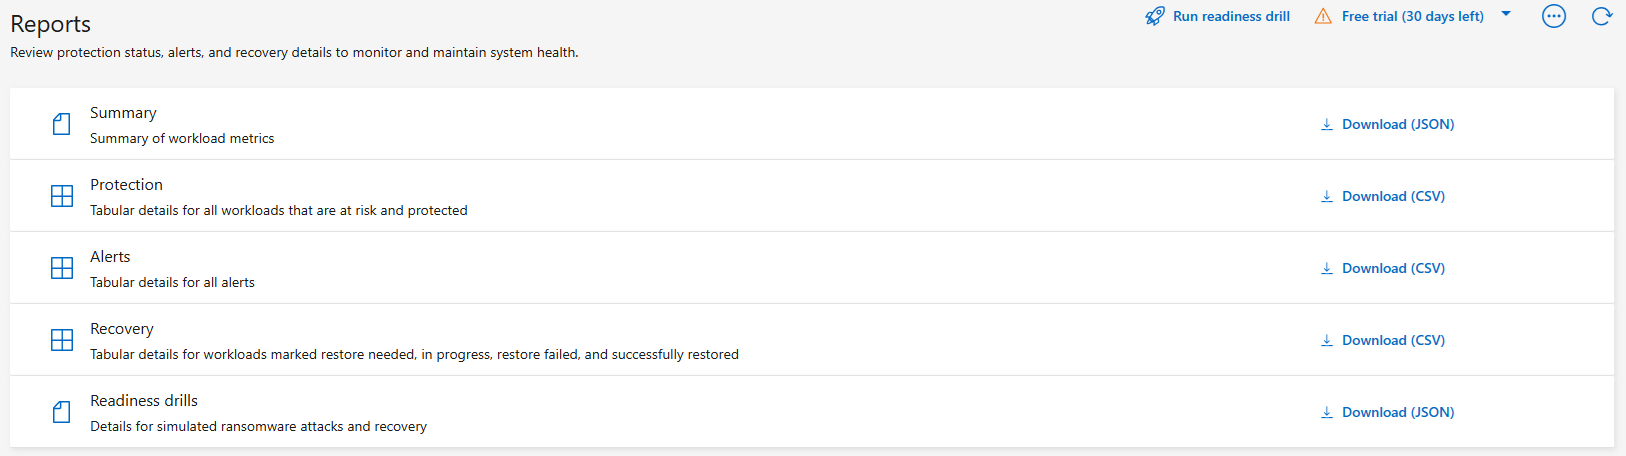 Reports
Run readiness drill
Free trial (30 days left)
Review protection status, alerts, and recovery details to monitor and maintain system health.
Summary
Summary of workload metrics
Download (JSON)
Protection
Tabular details for all workloads that are at risk and protected
Download (CSV)
Alerts
Tabular details for all alerts
Download (CSV)
Recovery
Tabular details for workloads marked restore needed, in progress, restore failed, and successfully restored
Download (CSV)
Readiness drills
Details for simulated ransomware attacks and recovery
Download (JSON)